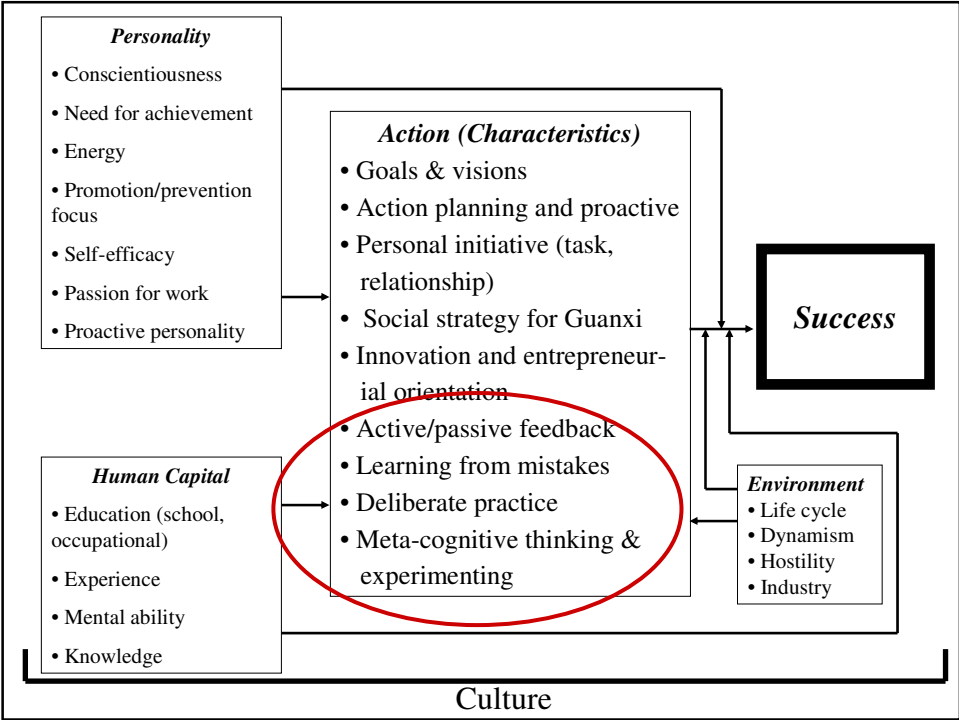 Personality
• Conscientiousness
• Need for achievement
• Energy
• Promotion/prevention
focus
• Self-efficacy
• Passion for work
• Proactive personality
Action (Characteristics)
• Goals & visions
• Action planning and proactive
• Personal initiative (task,
relationship)
• Social strategy for Guanxi
• Innovation and entrepreneur-
ial orientation
• Active/passive feedback
• Learning from mistakes
• Deliberate practice
• Meta-cognitive thinking &
experimenting
Success
Human Capital
• Education (school,
occupational)
• Experience
• Mental ability
• Knowledge
Environment
• Life cycle
• Dynamism
• Hostility
• Industry
Culture